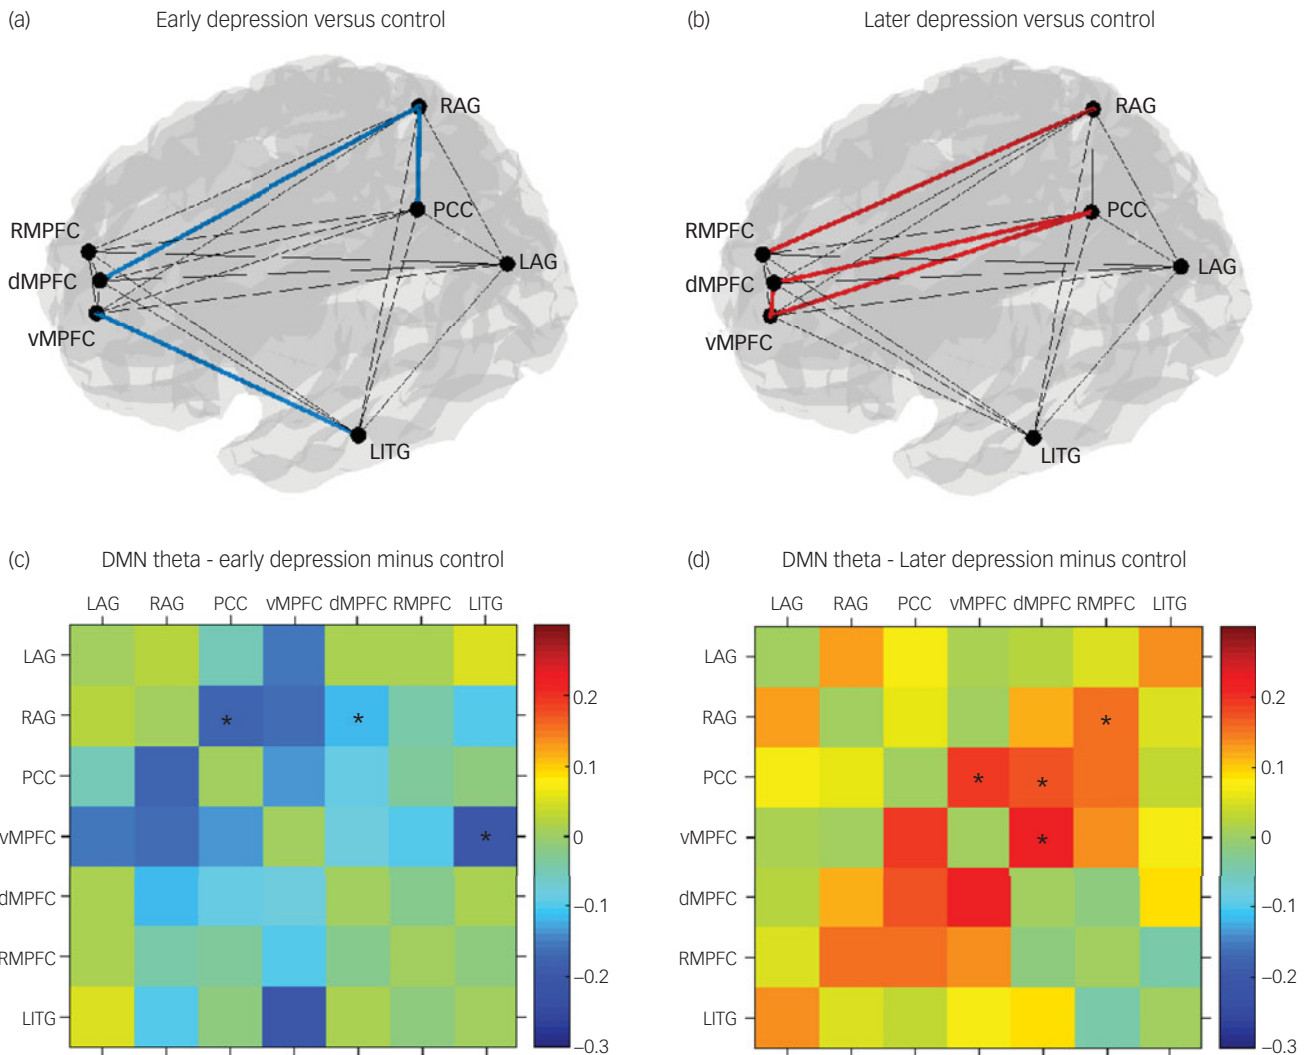 (a) Early depression versus control
RAG
PCC
RMPFC
LAG
dMPFC
vMPFC
LITG
(b) Later depression versus control
RAG
PCC
RMPFC
LAG
dMPFC
vMPFC
LITG
(c) DMN theta - early depression minus control
LAG RAG PCC vMPFC dMPFC RMPFC LITG
LAG
RAG * *
PCC
vMPFC *
dMPFC
RMPFC
LITG
0.2
0.1
0
–0.1
–0.2
–0.3
(d) DMN theta - Later depression minus control
LAG RAG PCC vMPFC dMPFC RMPFC LITG
LAG
RAG *
PCC * *
vMPFC *
dMPFC
RMPFC
LITG
0.2
0.1
0
–0.1
–0.2
–0.3